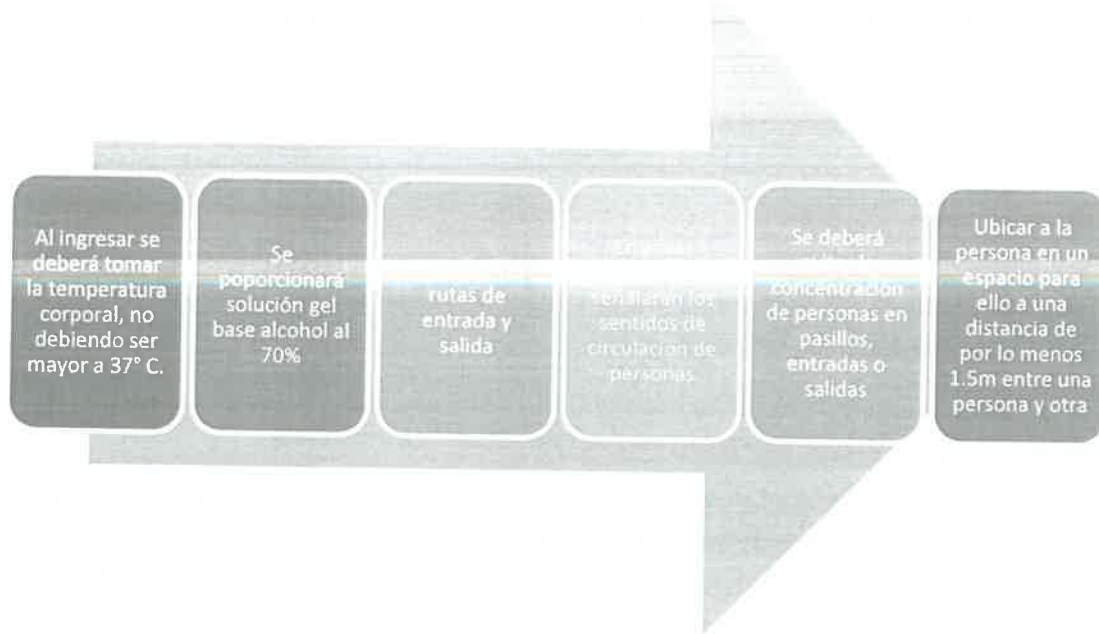 Al ingresar se
deberá tomar
la temperatura
corporal, no
debiendo ser
mayor a 37° C.
Se
poporcionará
solución gel
base alcohol al
70%
rutas de
entrada y
salida
señalarán los
sentidos de
circulación de
personas
Se deberá
concentración
de personas en
pasillos,
entradas o
salidas
Ubicar a la
persona en un
espacio para
ello a una
distancia de
por lo menos
1.5m entre una
persona y otra